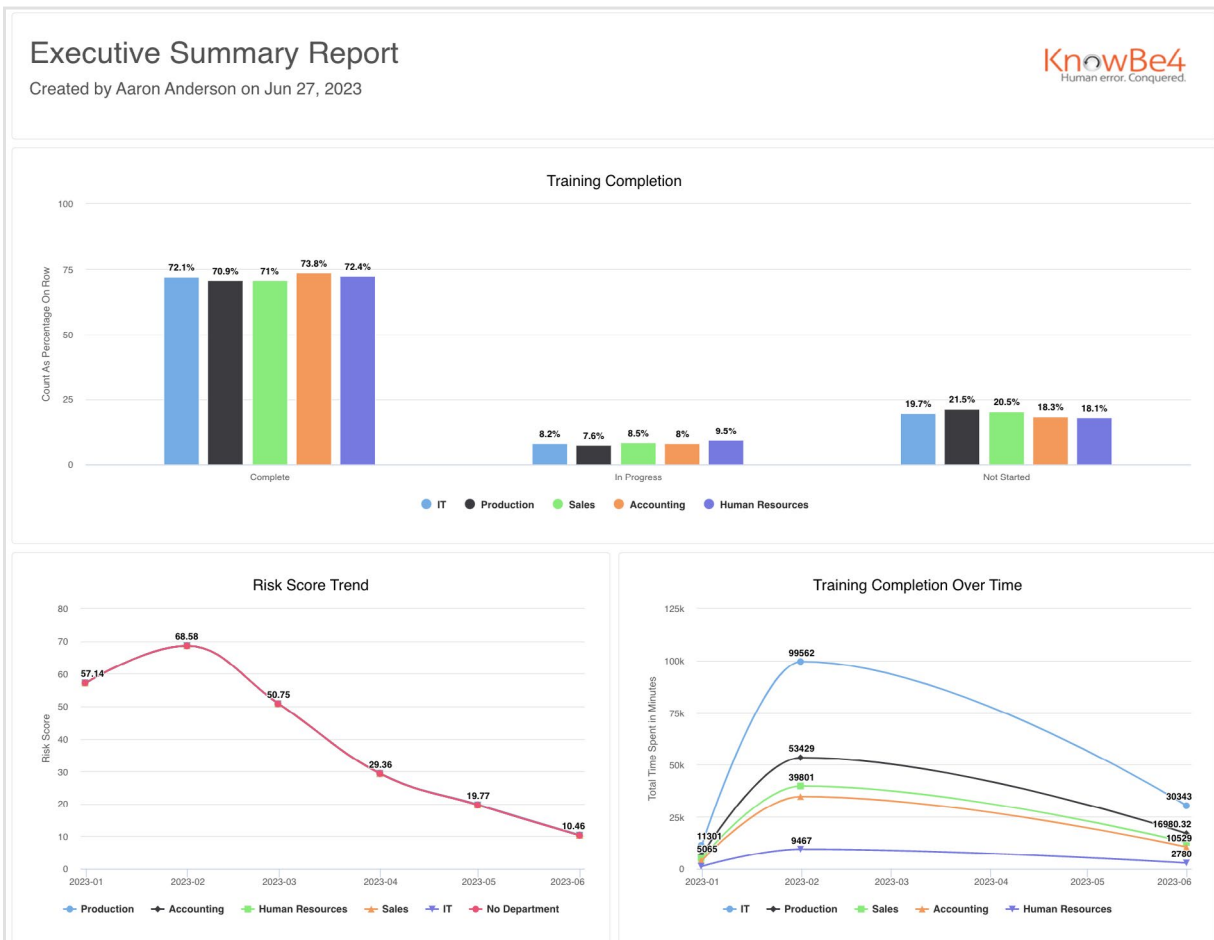 Executive Summary Report
Created by Aaron Anderson on Jun 27, 2023
KnowBe4
Human error. Conquered.
Training Completion
Count As Percentage On Row
100
75
50
25
0
72.1% 70.9% 71% 73.8% 72.4%
8.2% 7.6% 8.5% 8% 9.5%
19.7% 21.5% 20.5% 18.3% 18.1%
Complete In Progress Not Started
IT Production Sales Accounting Human Resources
Risk Score Trend
Risk Score
80
70
60
50
40
30
20
10
0
57.14 68.58 50.75 29.36 19.77 10.46
2023-01 2023-02 2023-03 2023-04 2023-05 2023-06
Production Accounting Human Resources Sales IT No Department
Training Completion Over Time
Total Time Spent in Minutes
125k
100k
75k
50k
25k
0
11301 99562 30343
53429 16980.32
5065 39801 10529
9467 2780
2023-01 2023-02 2023-03 2023-04 2023-05 2023-06
IT Production Sales Accounting Human Resources